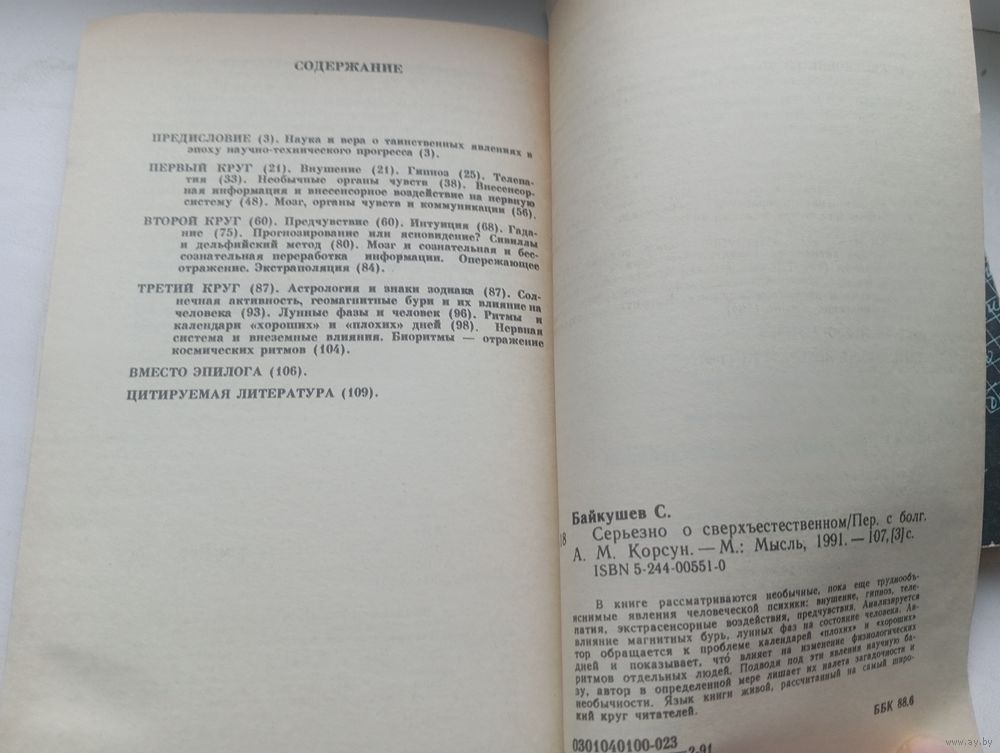 СОДЕРЖАНИЕ
ПРЕДИСЛОВИЕ (3). Наука и вера о таинственных явлениях в
эпоху научно-технического прогресса (3).
ПЕРВЫЙ КРУГ (21). Внушение (21). Гипноз (25). Телепа-
тия (33). Необычные органы чувств (38). Внесенсор-
ная информация и внесенсорное воздействие на нервную
систему (48). Мозг, органы чувств и коммуникации (56).
ВТОРОЙ КРУГ (60). Предчувствие (60). Интуиция (68). Гада-
ние (75). Прогнозирование или ясновидение? Сивиллы
и дельфийский метод (80). Мозг и сознательная и бес-
сознательная переработка информации. Опережающее
отражение. Экстраполяция (84).
ТРЕТИЙ КРУГ (87). Астрология и знаки зодиака (87). Сол-
нечная активность, геомагнитные бури и их влияние на
человека (93). Лунные фазы и человек (96). Ритмы и
календари «хороших» и «плохих» дней (98). Нервная
система и внеземные влияния. Биоритмы — отражение
космических ритмов (104).
ВМЕСТО ЭПИЛОГА (106).
ЦИТИРУЕМАЯ ЛИТЕРАТУРА (109).
Байкушев С.
18 Серьезно о сверхъестественном/Пер. с болг.
А. М. Корсун. — М.: Мысль, 1991. — 107, [3] с.
ISBN 5-244-00551-0
В книге рассматриваются необычные, пока еще труднообъ-
яснимые явления человеческой психики: внушение, гипноз, теле-
патия, экстрасенсорные воздействия, предчувствия. Анализируется
влияние магнитных бурь, лунных фаз на состояние человека. Ав-
тор обращается к проблеме календарей «плохих» и «хороших»
дней и показывает, что́ влияет на изменение физиологических
ритмов отдельных людей. Подводя под эти явления научную ба-
зу, автор в определенной мере лишает их налета загадочности и
необычности. Язык книги живой, рассчитанный на самый широ-
кий круг читателей.
ББК 88.6
0301040100-023
2-91
www.ay.by